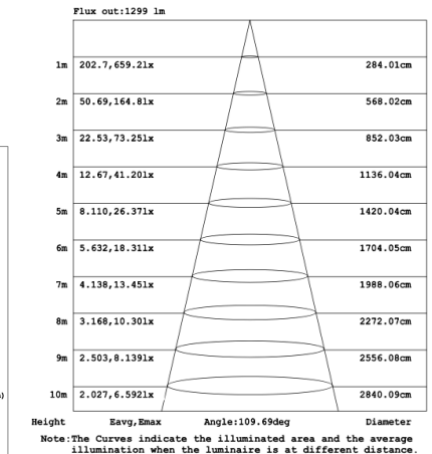 Flux out:1299 lm
1m 202.7,659.2lx 284.01cm
2m 50.69,164.8lx 568.02cm
3m 22.53,73.25lx 852.03cm
4m 12.67,41.20lx 1136.04cm
5m 8.110,26.37lx 1420.04cm
6m 5.632,18.31lx 1704.05cm
7m 4.138,13.45lx 1988.06cm
8m 3.168,10.30lx 2272.07cm
9m 2.503,8.139lx 2556.08cm
10m 2.027,6.592lx 2840.09cm
Height Eavg,Emax Angle:109.69deg Diameter
Note:The Curves indicate the illuminated area and the average
illumination when the luminaire is at different distance.